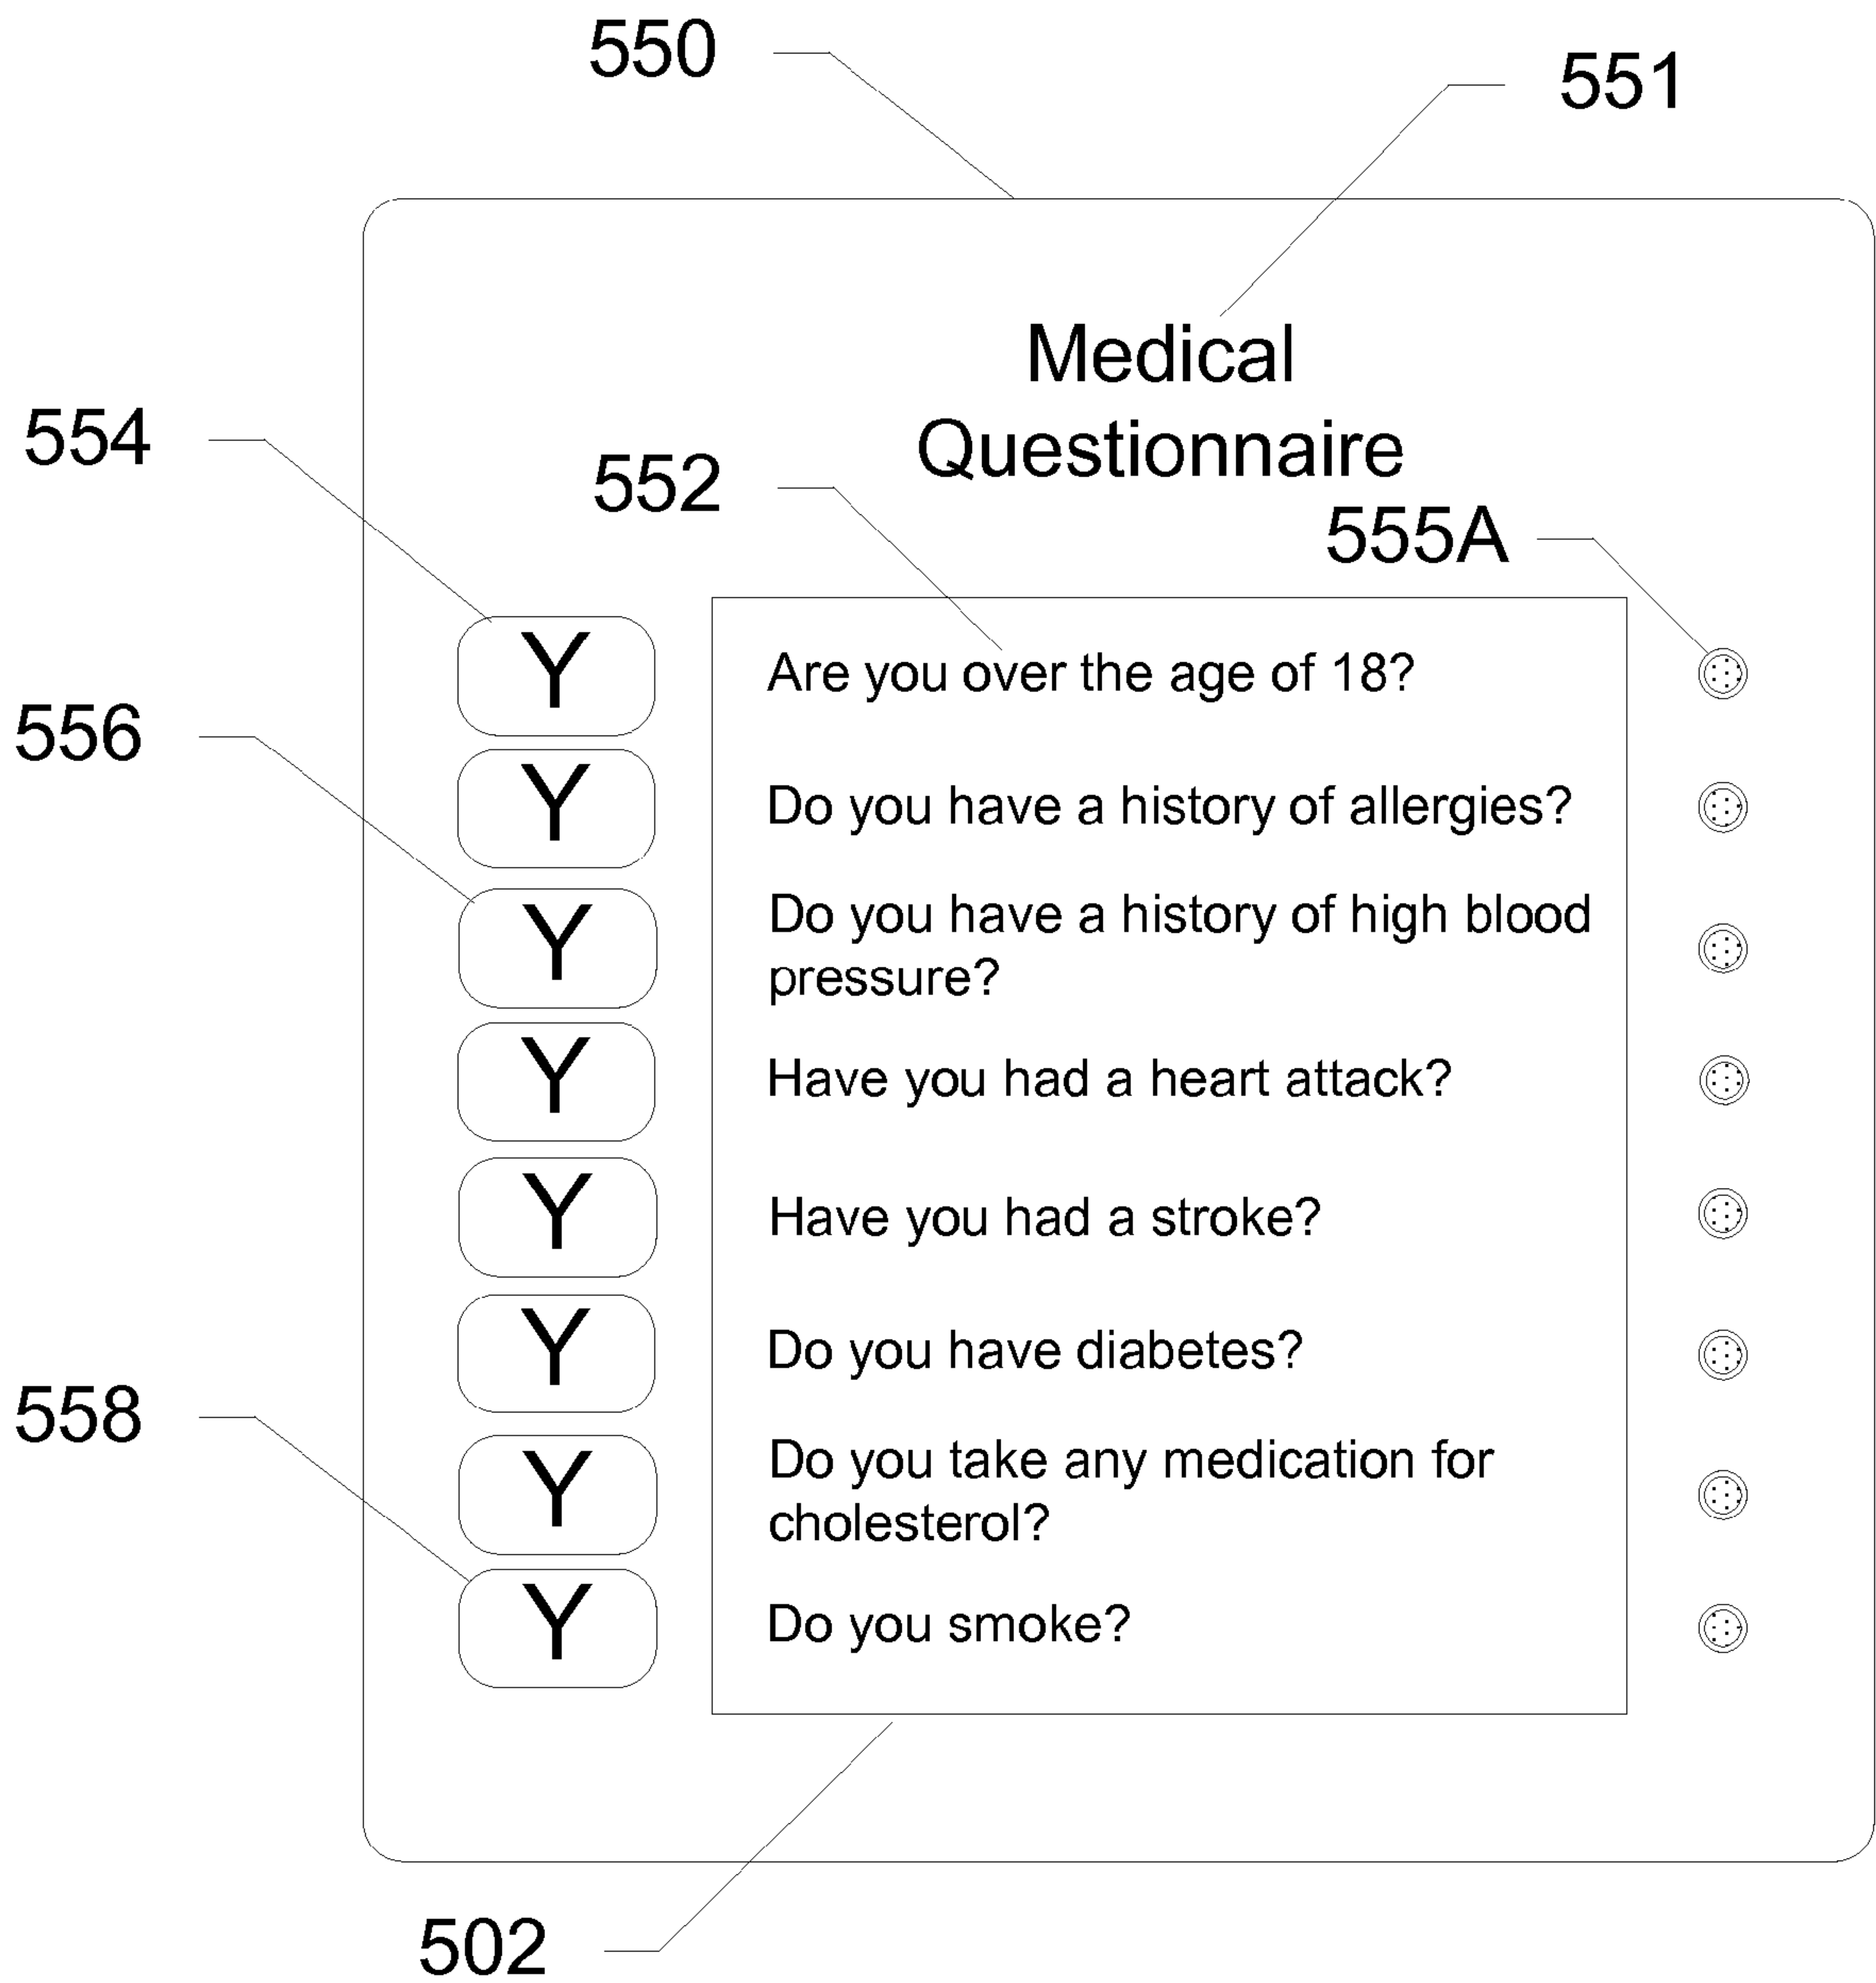 550
551
Medical
Questionnaire
554
552
555A
Y Are you over the age of 18?
556
Y Do you have a history of allergies?
Y Do you have a history of high blood
pressure?
Y Have you had a heart attack?
Y Have you had a stroke?
Y Do you have diabetes?
558
Y Do you take any medication for
cholesterol?
Y Do you smoke?
502